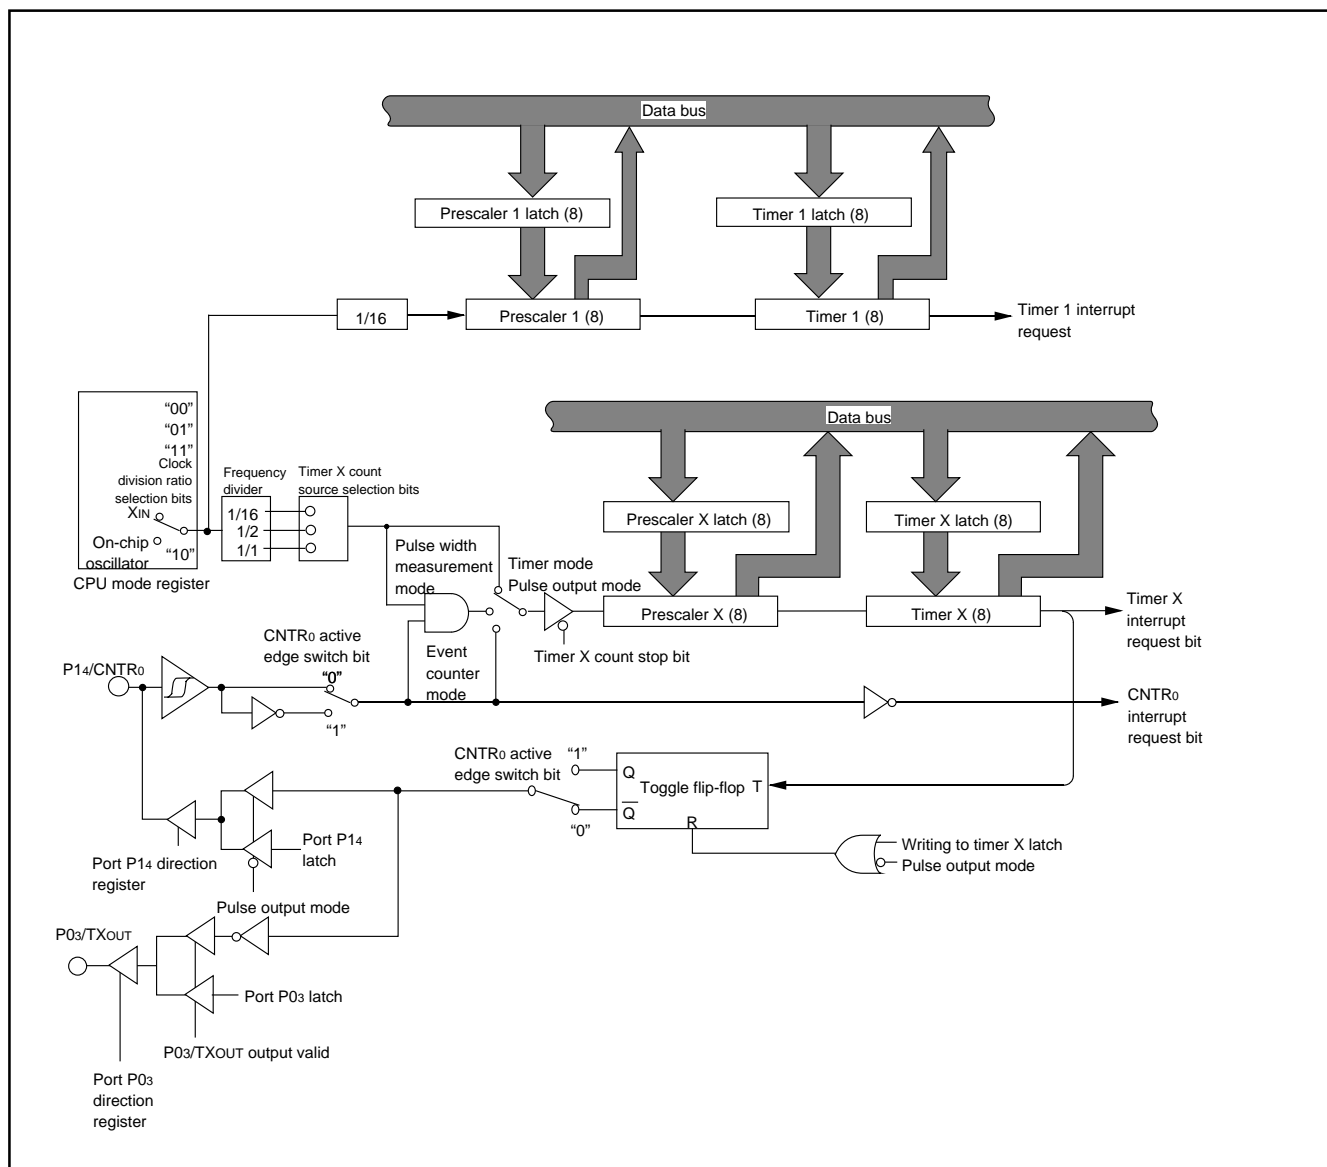 Data bus
Prescaler 1 latch (8)
Timer 1 latch (8)
1/16
Prescaler 1 (8)
Timer 1 (8)
Timer 1 interrupt
request
“00”
“01”
“11”
Clock
division ratio
selection bits
XIN
On-chip
oscillator
“10”
CPU mode register
Frequency
divider
1/16
1/2
1/1
Timer X count
source selection bits
Data bus
Prescaler X latch (8)
Timer X latch (8)
Pulse width
measurement
mode
Timer mode
Pulse output mode
Prescaler X (8)
Timer X (8)
Timer X
interrupt
request bit
Timer X count stop bit
Event
counter
mode
CNTR0 active
edge switch bit
“0”
“1”
P14/CNTR0
CNTR0
interrupt
request bit
CNTR0 active
edge switch bit
“1”
“0”
Q
Toggle flip-flop
T
Q
R
Writing to timer X latch
Pulse output mode
Port P14
latch
Port P14 direction
register
Pulse output mode
P03/TXOUT
Port P03 latch
P03/TXOUT output valid
Port P03
direction
register